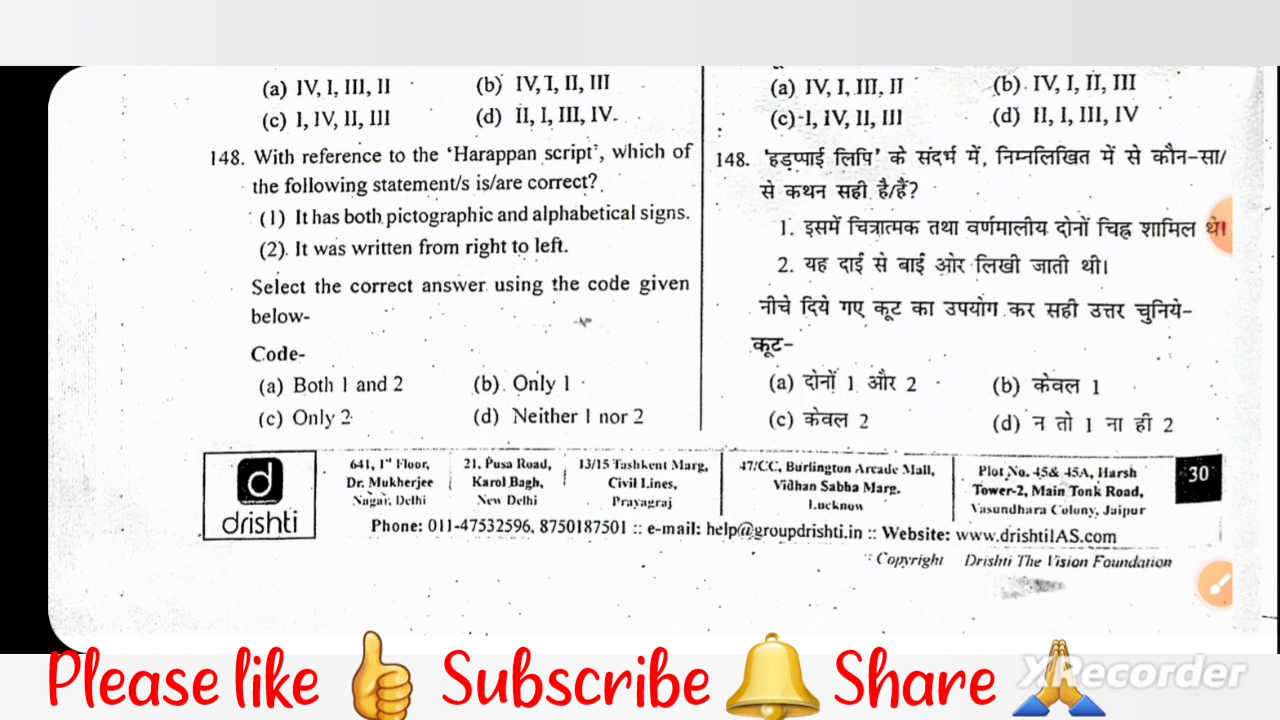 (a) IV, I, III, II (b) IV, I, II, III
(c) I, IV, II, III (d) II, I, III, IV.
148. With reference to the ‘Harappan script’, which of
the following statement/s is/are correct?
(1) It has both pictographic and alphabetical signs.
(2). It was written from right to left.
Select the correct answer using the code given
below-
Code-
(a) Both 1 and 2 (b). Only 1
(c) Only 2 (d) Neither 1 nor 2
(a) IV, I, III, II (b) IV, I, II, III
(c) I, IV, II, III (d) II, I, III, IV
148. 'हड़प्पाई लिपि' के संदर्भ में, निम्नलिखित में से कौन-सा/
से कथन सही है/हैं?
1. इसमें चित्रात्मक तथा वर्णमालीय दोनों चिह्न शामिल थे।
2. यह दाईं से बाईं ओर लिखी जाती थी।
नीचे दिये गए कूट का उपयोग कर सही उत्तर चुनिये-
कूट-
(a) दोनों 1 और 2 (b) केवल 1
(c) केवल 2 (d) न तो 1 ना ही 2
d
drishti
641, 1st Floor,
Dr. Mukherjee
Nagar, Delhi
21, Pusa Road,
Karol Bagh,
New Delhi
13/15 Tashkent Marg,
Civil Lines,
Prayagraj
47/CC, Burlington Arcade Mall,
Vidhan Sabha Marg,
Lucknow
Plot No. 45& 45A, Harsh
Tower-2, Main Tonk Road,
Vasundhara Colony, Jaipur
30
Phone: 011-47532596, 8750187501 :: e-mail: help@groupdrishti.in :: Website: www.drishtiIAS.com
Copyright Drishti The Vision Foundation
Please like Subscribe Share
XRecorder